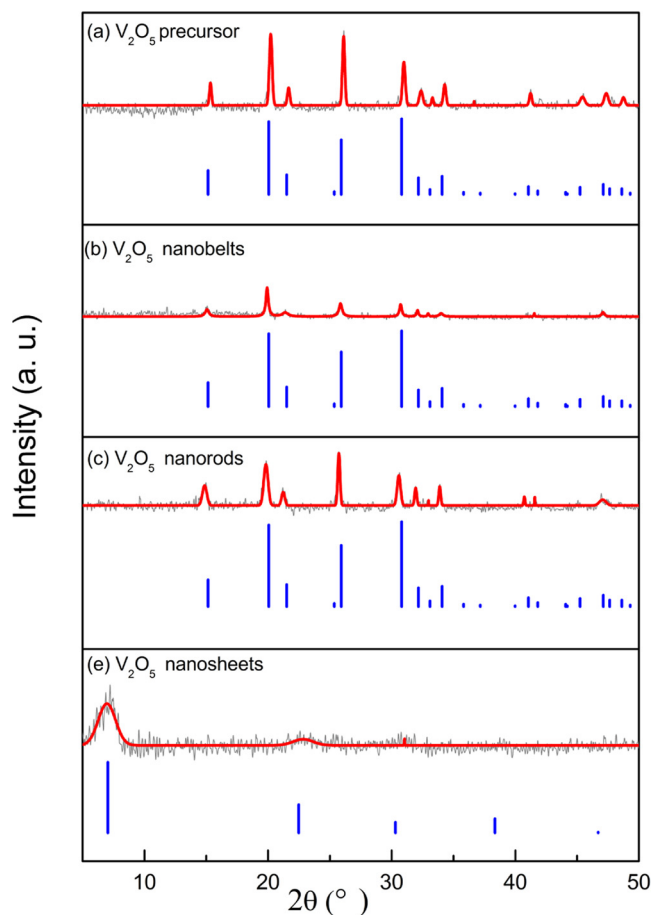 (a) V₂O₅ precursor
(b) V₂O₅ nanobelts
(c) V₂O₅ nanorods
(e) V₂O₅ nanosheets
Intensity (a. u.)
10 20 30 40 50
2θ (°)